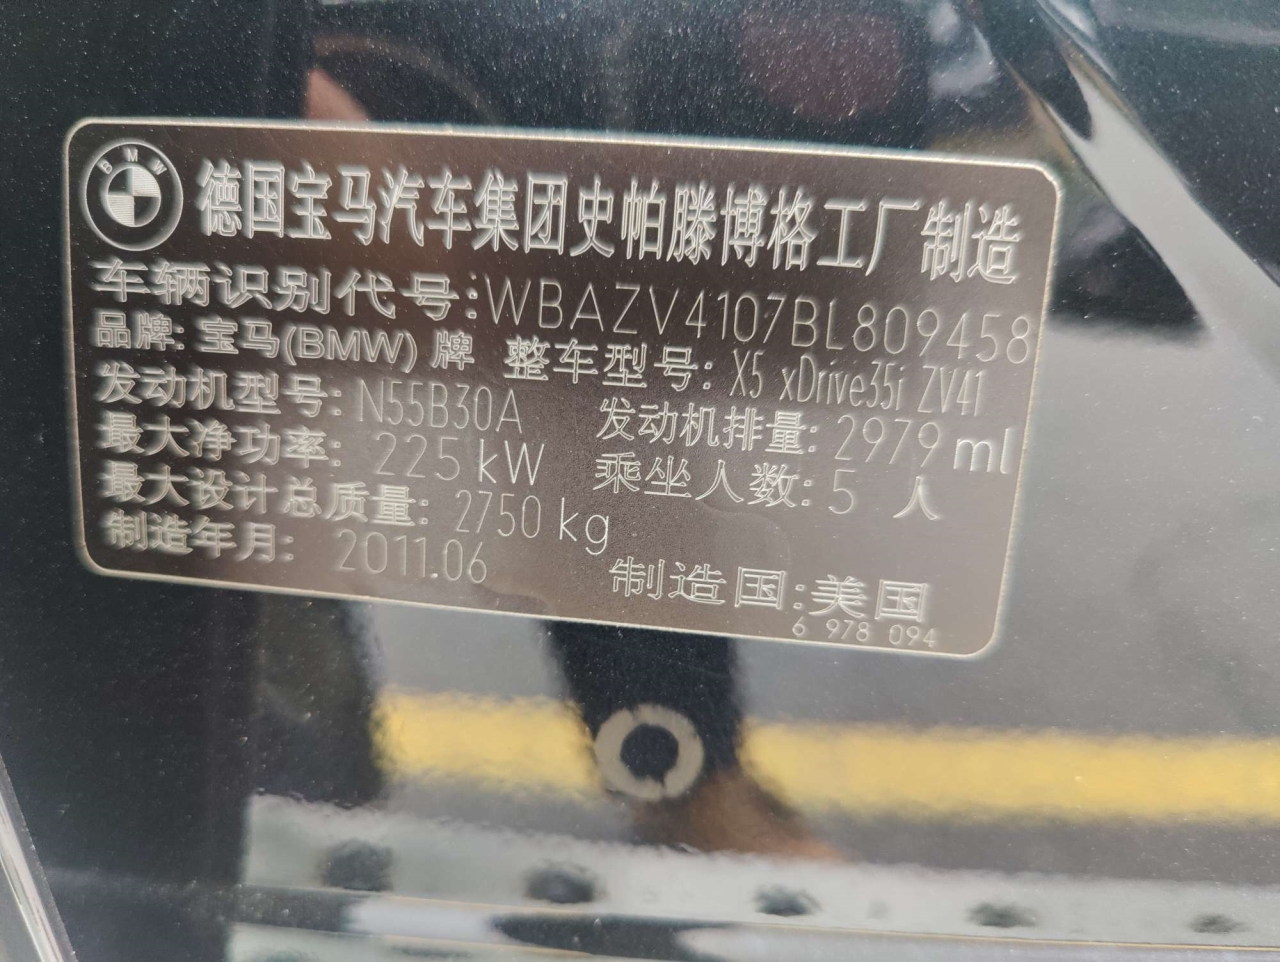 BMW
德国宝马汽车集团史帕滕博格工厂制造
车辆识别代号:WBAZV4107BL809458
品牌: 宝马(BMW) 牌 整车型号: X5 xDrive35i ZV41
发动机型号: N55B30A 发动机排量: 2979 ml
最大净功率: 225 kW 乘坐人数: 5 人
最大设计总质量: 2750 kg
制造年月: 2011.06 制造国:美国
6 978 094